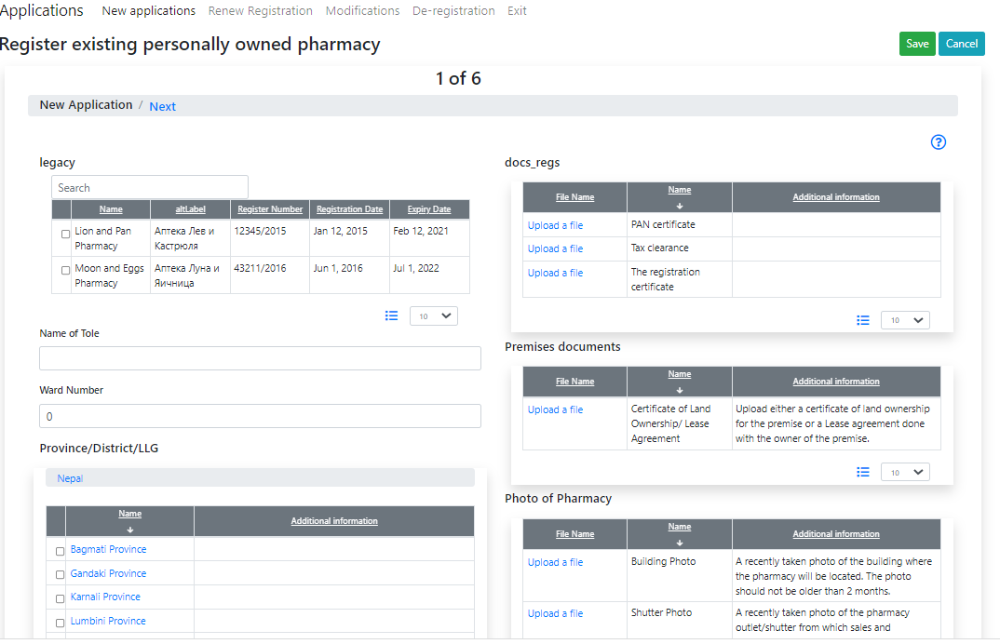 Applications New applications Renew Registration Modifications De-registration Exit
Register existing personally owned pharmacy
Save Cancel
1 of 6
New Application / Next
legacy
Search
Name altLabel Register Number Registration Date Expiry Date
Lion and Pan Аптека Лев и 12345/2015 Jan 12, 2015 Feb 12, 2021
Pharmacy Кастрюля
Moon and Eggs Аптека Луна и 43211/2016 Jun 1, 2016 Jul 1, 2022
Pharmacy Яичница
10
Name of Tole
Ward Number
0
Province/District/LLG
Nepal
Name Additional information
Bagmati Province
Gandaki Province
Karnali Province
Lumbini Province
docs_regs
File Name Name Additional information
Upload a file PAN certificate
Upload a file Tax clearance
Upload a file The registration
certificate
10
Premises documents
File Name Name Additional information
Upload a file Certificate of Land Upload either a certificate of land ownership
Ownership/ Lease for the premise or a Lease agreement done
Agreement with the owner of the premise.
10
Photo of Pharmacy
File Name Name Additional information
Upload a file Building Photo A recently taken photo of the building where
the pharmacy will be located. The photo
should not be older than 2 months.
Upload a file Shutter Photo A recently taken photo of the pharmacy
outlet/shutter from which sales and